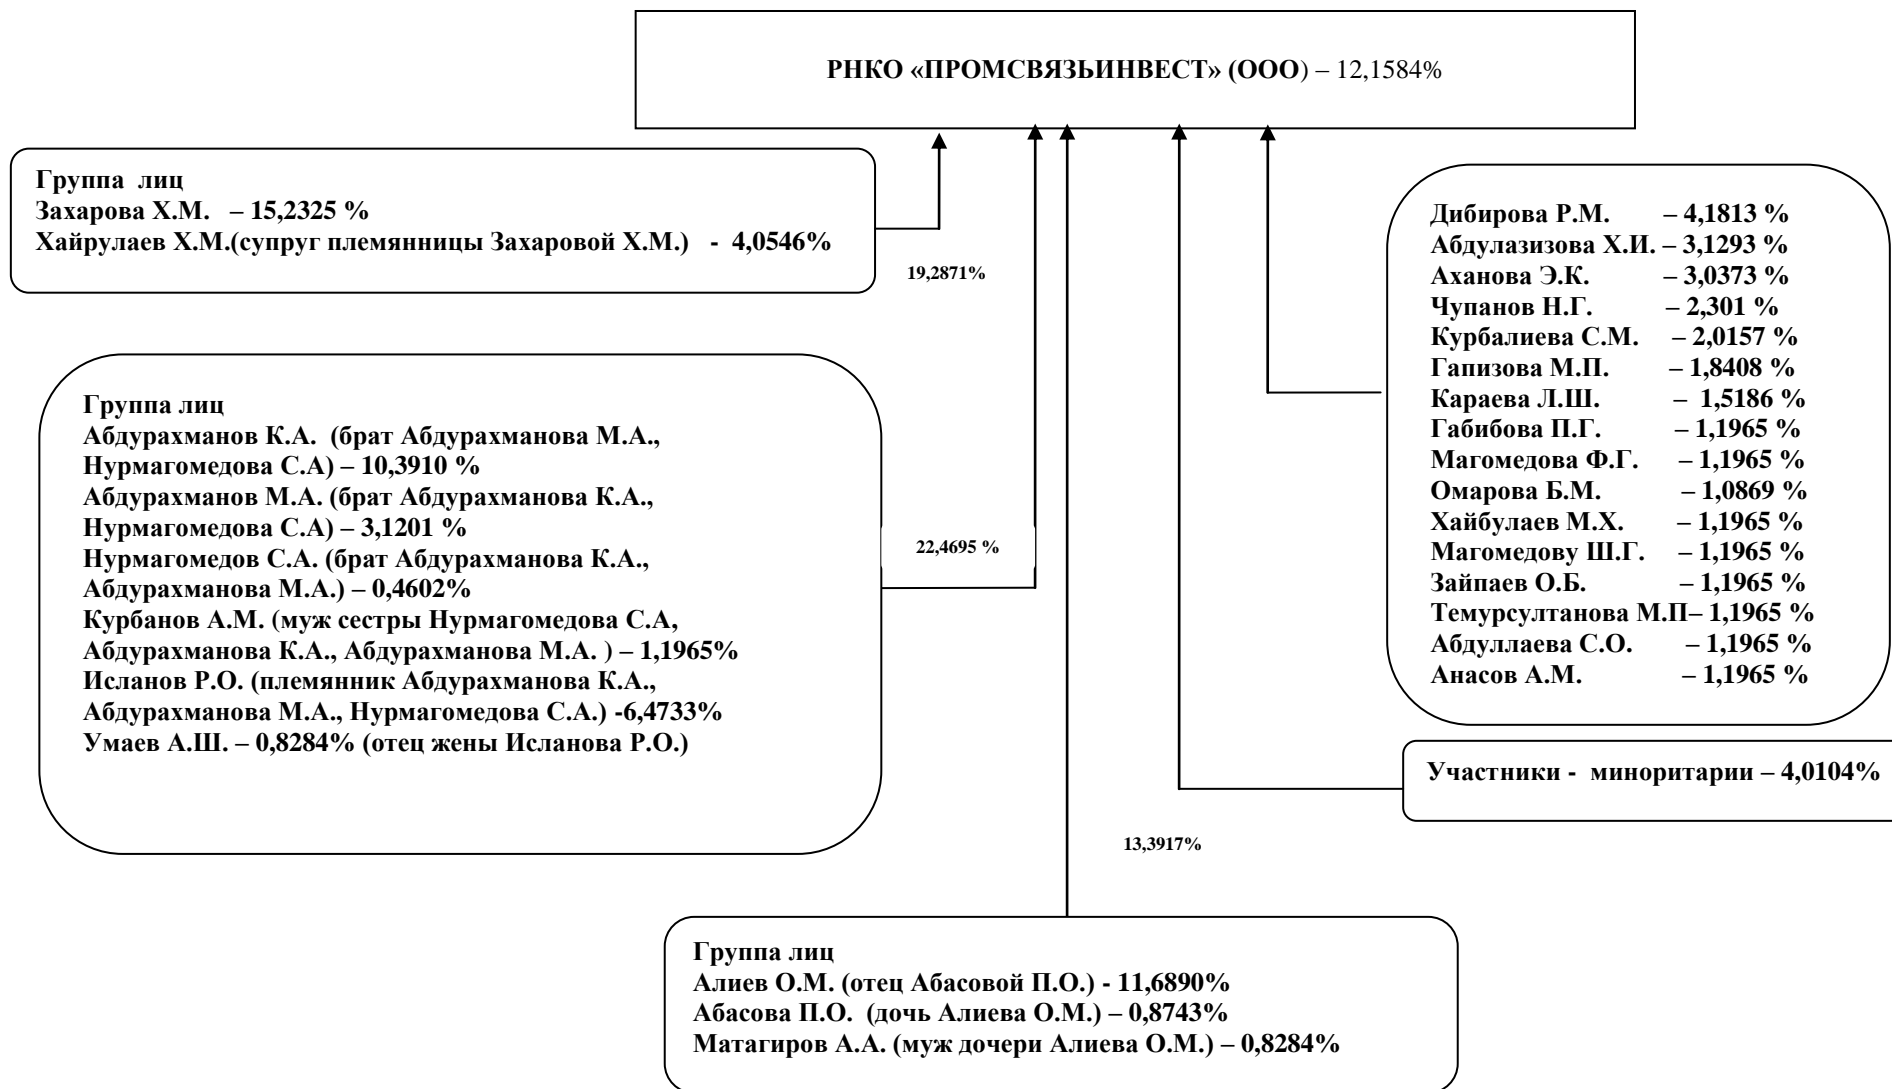 РНКО «ПРОМСВЯЗЬИНВЕСТ» (ООО) – 12,1584%
Группа лиц
Захарова Х.М. – 15,2325 %
Хайрулаев Х.М.(супруг племянницы Захаровой Х.М.) - 4,0546%
19,2871%
Группа лиц
Абдурахманов К.А. (брат Абдурахманова М.А.,
Нурмагомедова С.А) – 10,3910 %
Абдурахманов М.А. (брат Абдурахманова К.А.,
Нурмагомедова С.А) – 3,1201 %
Нурмагомедов С.А. (брат Абдурахманова К.А.,
Абдурахманова М.А.) – 0,4602%
Курбанов А.М. (муж сестры Нурмагомедова С.А,
Абдурахманова К.А., Абдурахманова М.А. ) – 1,1965%
Исланов Р.О. (племянник Абдурахманова К.А.,
Абдурахманова М.А., Нурмагомедова С.А.) -6,4733%
Умаев А.Ш. – 0,8284% (отец жены Исланова Р.О.)
22,4695 %
Дибирова Р.М. – 4,1813 %
Абдулазизова Х.И. – 3,1293 %
Аханова Э.К. – 3,0373 %
Чупанов Н.Г. – 2,301 %
Курбалиева С.М. – 2,0157 %
Гапизова М.П. – 1,8408 %
Караева Л.Ш. – 1,5186 %
Габибова П.Г. – 1,1965 %
Магомедова Ф.Г. – 1,1965 %
Омарова Б.М. – 1,0869 %
Хайбулаев М.Х. – 1,1965 %
Магомедову Ш.Г. – 1,1965 %
Зайпаев О.Б. – 1,1965 %
Темурсултанова М.П– 1,1965 %
Абдуллаева С.О. – 1,1965 %
Анасов А.М. – 1,1965 %
Участники - миноритарии – 4,0104%
13,3917%
Группа лиц
Алиев О.М. (отец Абасовой П.О.) - 11,6890%
Абасова П.О. (дочь Алиева О.М.) – 0,8743%
Матагиров А.А. (муж дочери Алиева О.М.) – 0,8284%